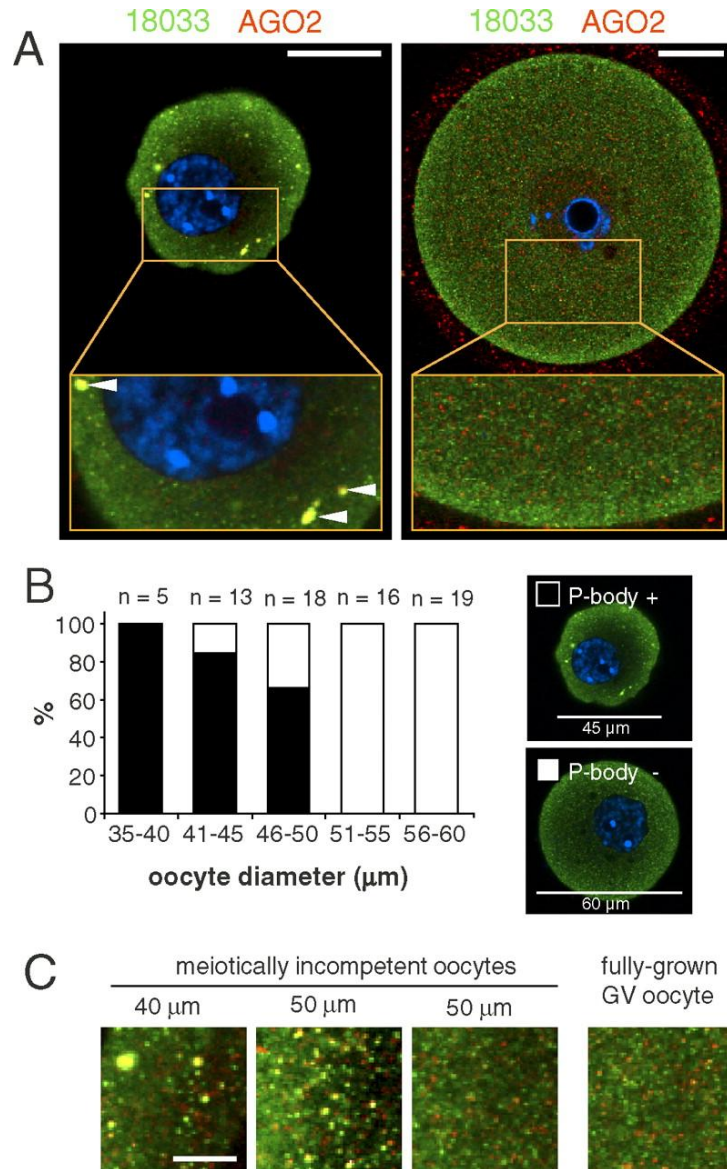 18033 AGO2 18033 AGO2
A
B
n = 5 n = 13 n = 18 n = 16 n = 19
100
80
60
40
20
0
%
35-40 41-45 46-50 51-55 56-60
oocyte diameter (μm)
P-body +
45 μm
P-body -
60 μm
C
meiotically incompetent oocytes
fully-grown
GV oocyte
40 μm 50 μm 50 μm